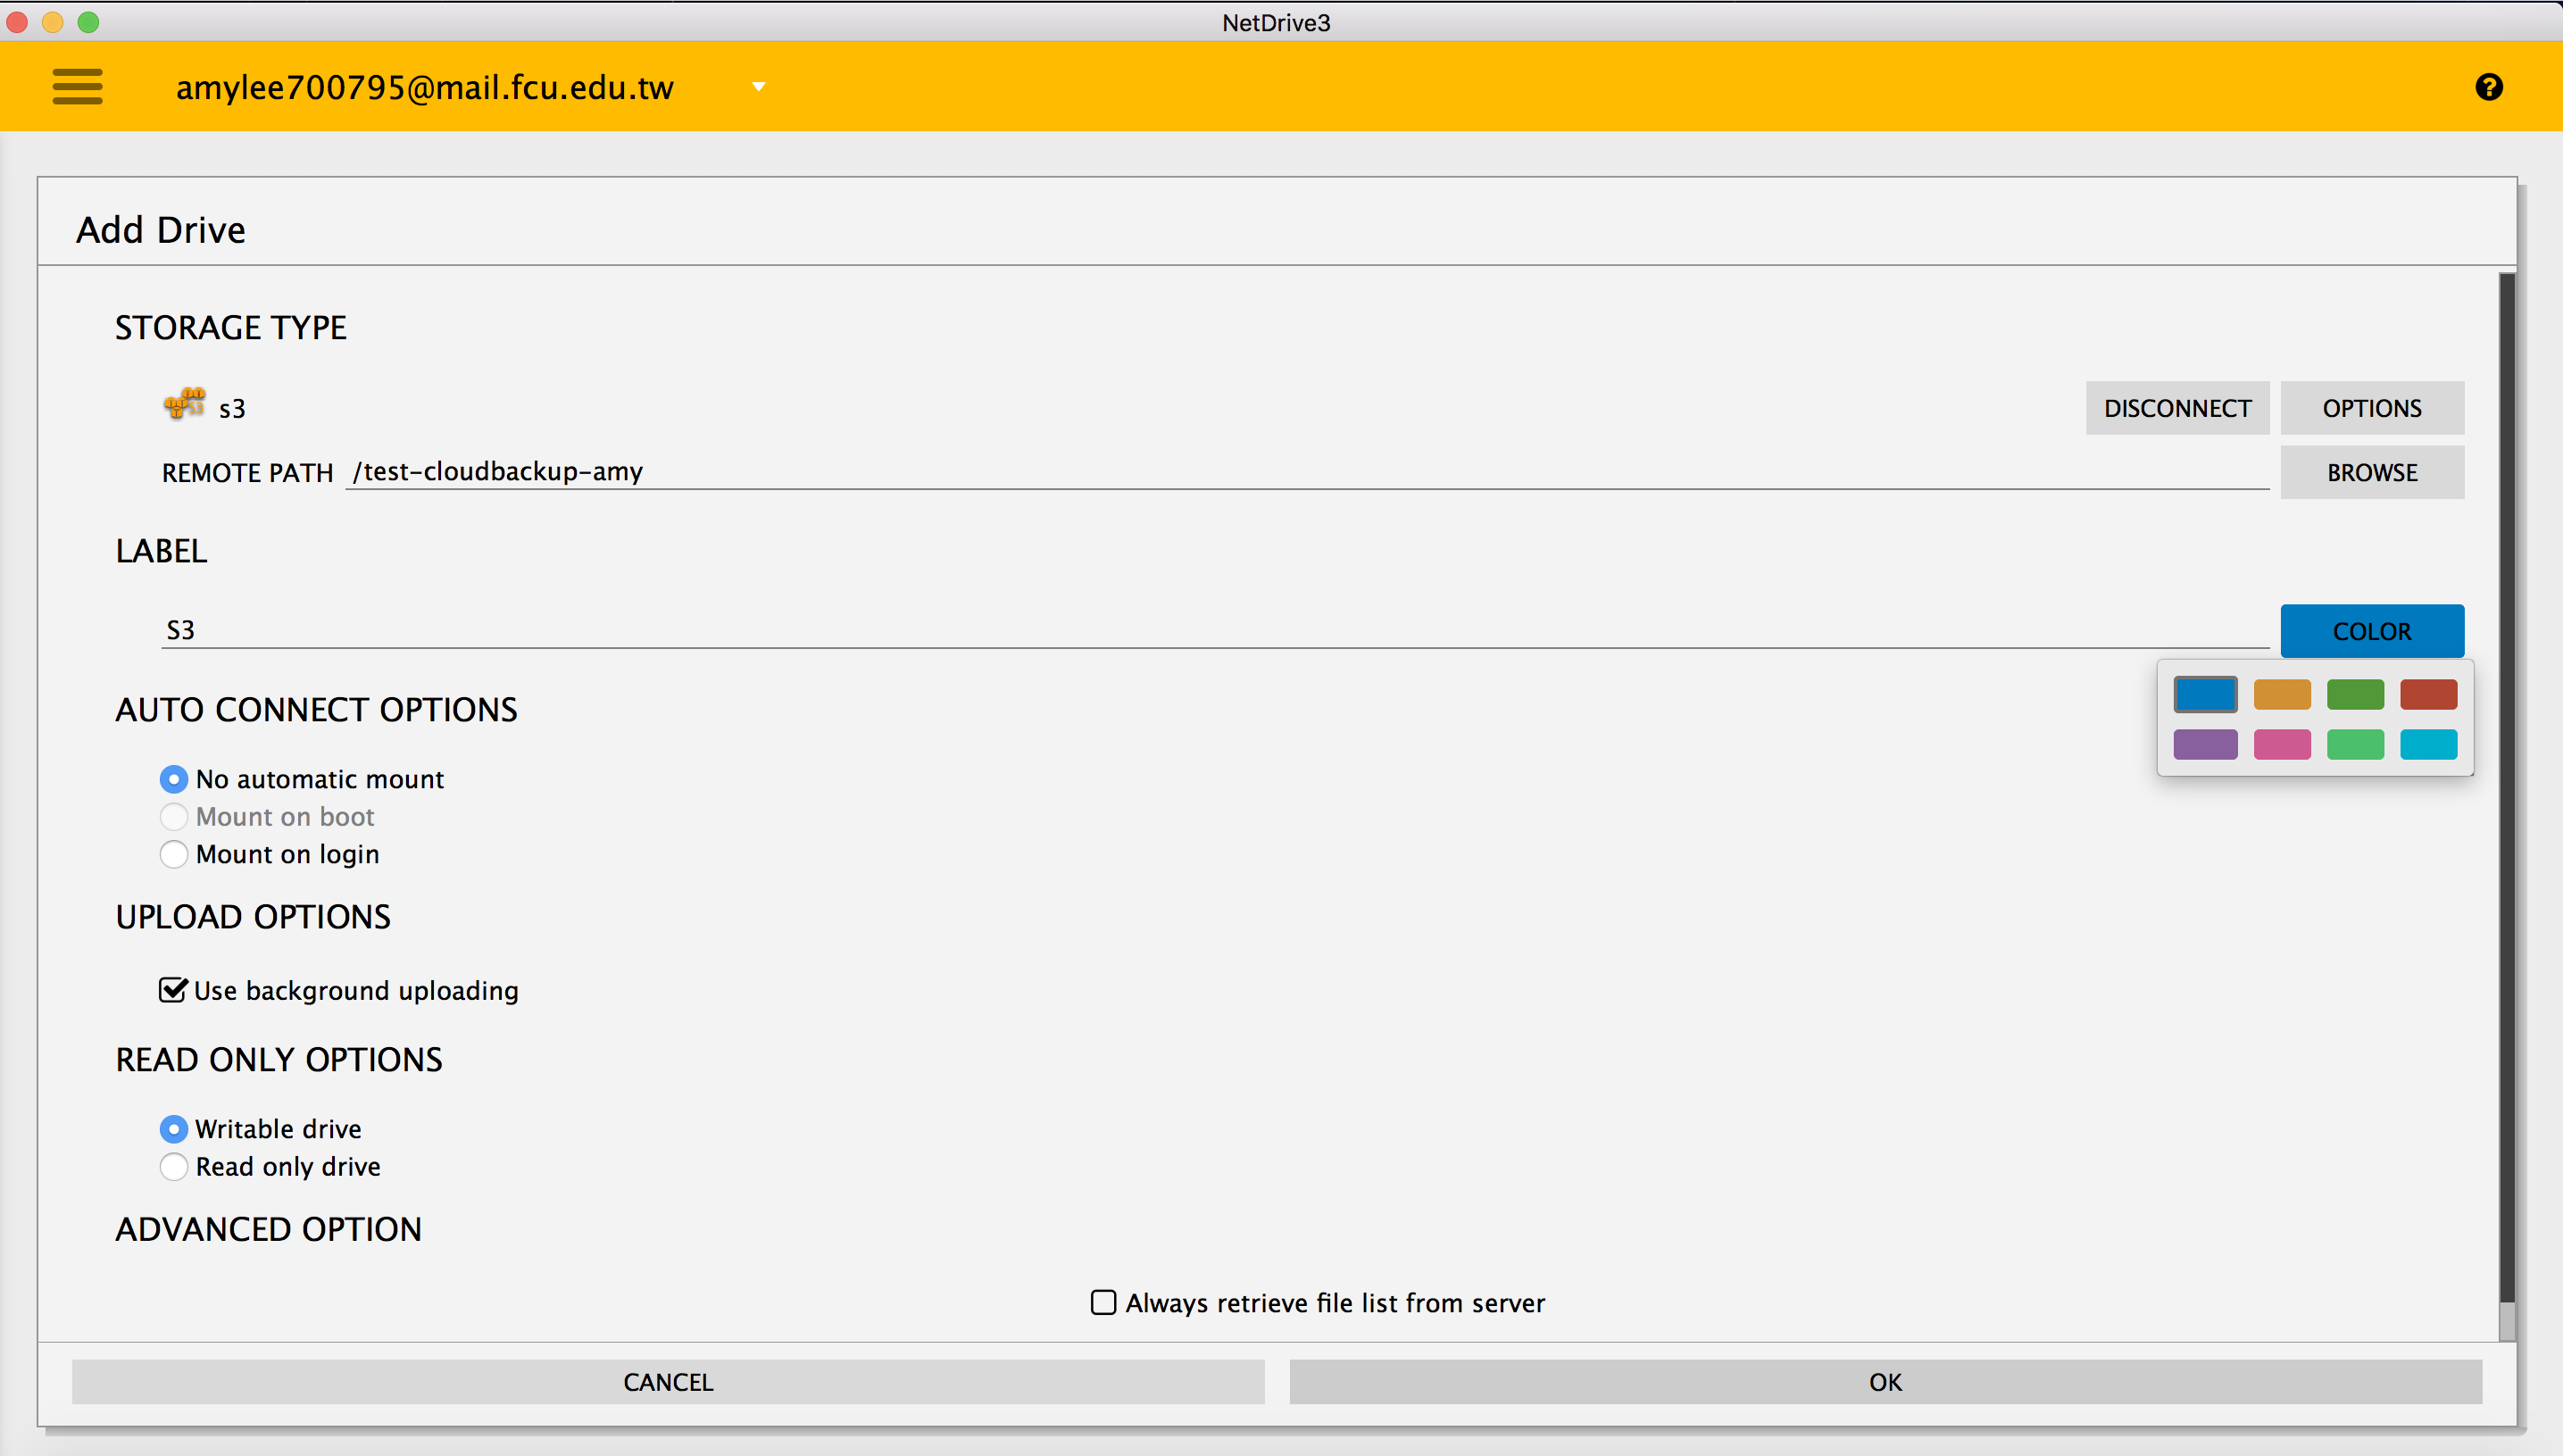 NetDrive3
amylee700795@mail.fcu.edu.tw
?
Add Drive
STORAGE TYPE
S3 s3 DISCONNECT OPTIONS
REMOTE PATH /test-cloudbackup-amy BROWSE
LABEL
S3 COLOR
AUTO CONNECT OPTIONS
No automatic mount
Mount on boot
Mount on login
UPLOAD OPTIONS
Use background uploading
READ ONLY OPTIONS
Writable drive
Read only drive
ADVANCED OPTION
Always retrieve file list from server
CANCEL OK